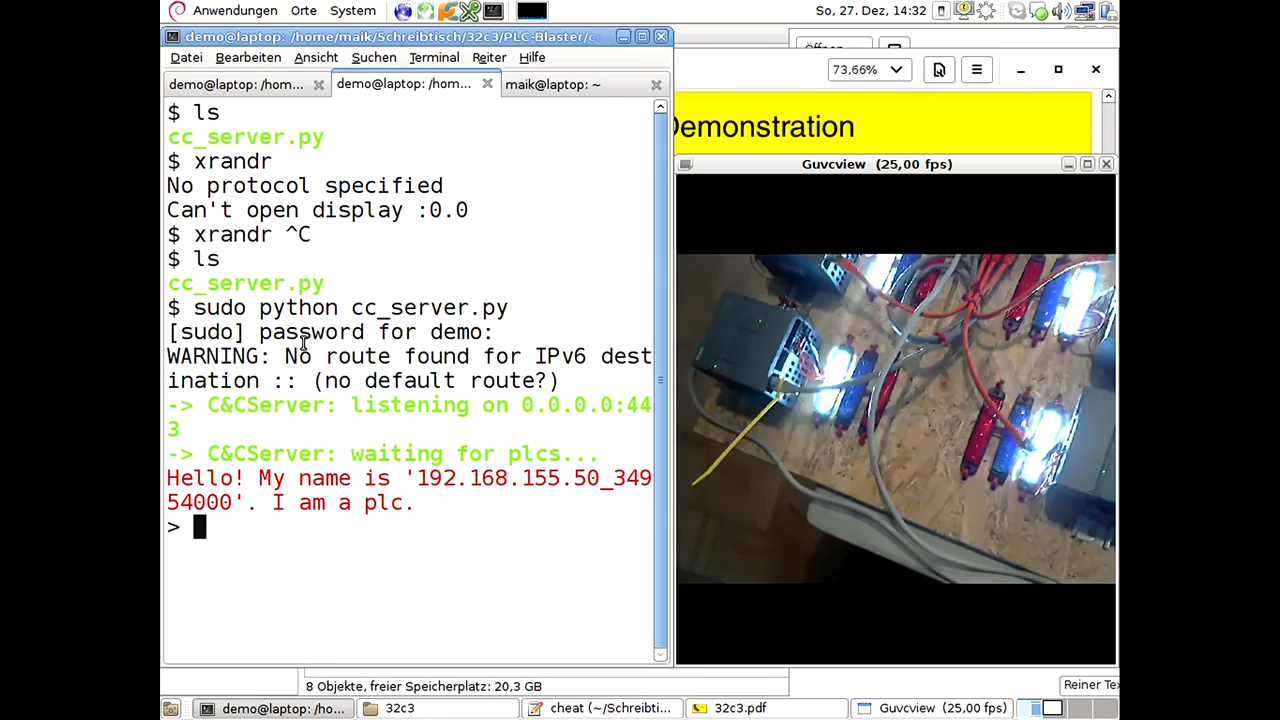 Anwendungen Orte System
So, 27. Dez, 14:32
demo@laptop: /home/maik/Schreibtisch/32c3/PLC-Blaster/c
Datei Bearbeiten Ansicht Suchen Terminal Reiter Hilfe
demo@laptop: /hom... demo@laptop: /hom... maik@laptop: ~
73,66%
Demonstration
Guvcview (25,00 fps)
$ ls
cc_server.py
$ xrandr
No protocol specified
Can't open display :0.0
$ xrandr ^C
$ ls
cc_server.py
$ sudo python cc_server.py
[sudo] password for demo:
WARNING: No route found for IPv6 dest
ination :: (no default route?)
-> C&CServer: listening on 0.0.0.0:44
3
-> C&CServer: waiting for plcs...
Hello! My name is '192.168.155.50_349
54000'. I am a plc.
>
8 Objekte, freier Speicherplatz: 20,3 GB
Reiner Te
demo@laptop: /ho... 32c3 cheat (~/Schreibti... 32c3.pdf Guvcview (25,00 fps)